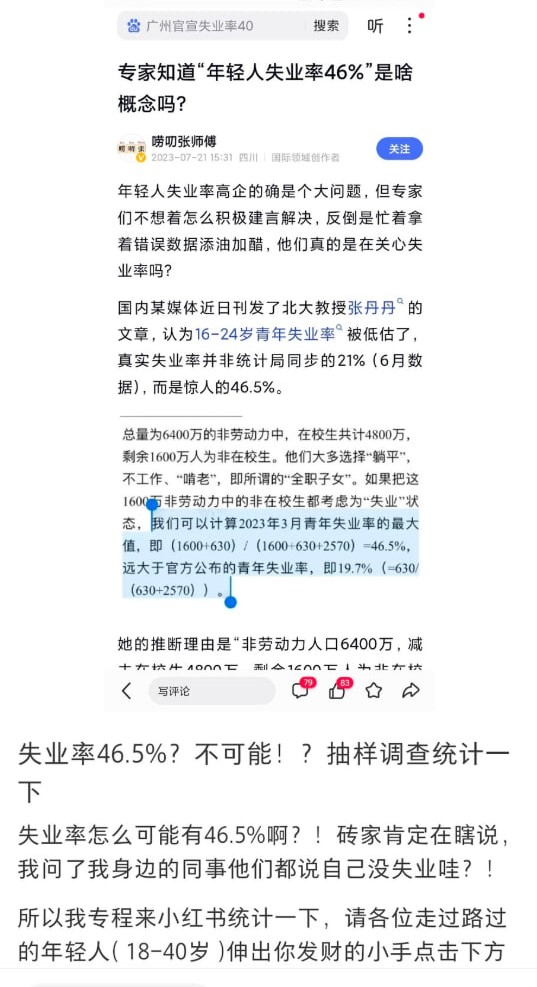 广州官宣失业率40
搜索
听
专家知道“年轻人失业率46%”是啥
概念吗?
唠叨张师傅
2023-07-21 15:31 四川 国际领域创作者
关注
年轻人失业率高企的确是个大问题，但专家
们不想着怎么积极建言解决，反倒是忙着拿
着错误数据添油加醋，他们真的是在关心失
业率吗?
国内某媒体近日刊发了北大教授张丹丹的
文章，认为16-24岁青年失业率被低估了，
真实失业率并非统计局同步的21%（6月数
据），而是惊人的46.5%。
总量为6400万的非劳动力中，在校生共计4800万，
剩余1600万人为非在校生。他们大多选择“躺平”，
不工作、“啃老”，即所谓的“全职子女”。如果把这
1600万非劳动力中的非在校生都考虑为“失业”状
态，我们可以计算2023年3月青年失业率的最大
值，即（1600+630）/（1600+630+2570）=46.5%，
远大于官方公布的青年失业率，即19.7%（=630/
（630+2570））。
她的推断理由是“非劳动力人口6400万，减
去在校生4800万，剩余1600万人为非在校
写评论
79
83
失业率46.5%？不可能！？抽样调查统计一
下
失业率怎么可能有46.5%啊？！砖家肯定在瞎说，
我问了我身边的同事他们都说自己没失业哇？！
所以我专程来小红书统计一下，请各位走过路过
的年轻人( 18-40岁 )伸出你发财的小手点击下方